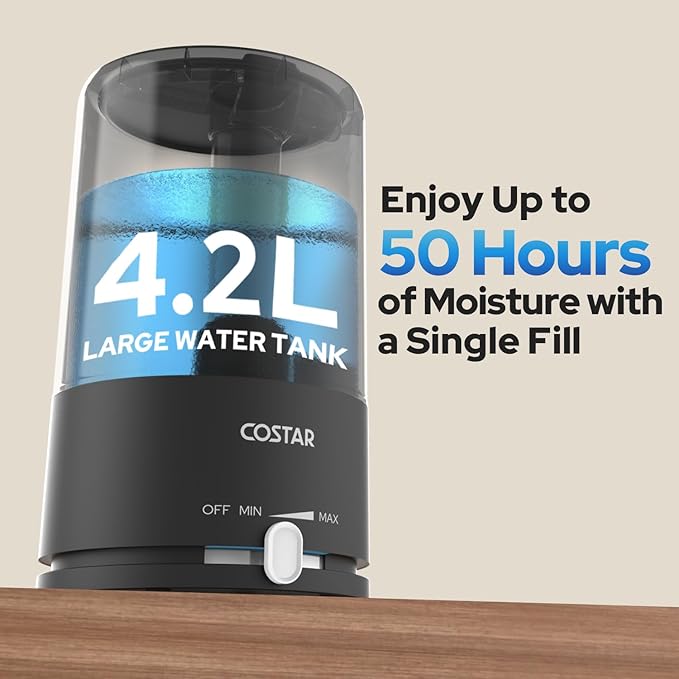 4.2L
LARGE WATER TANK
COSTAR
OFF MIN MAX
Enjoy Up to
50 Hours
of Moisture with
a Single Fill